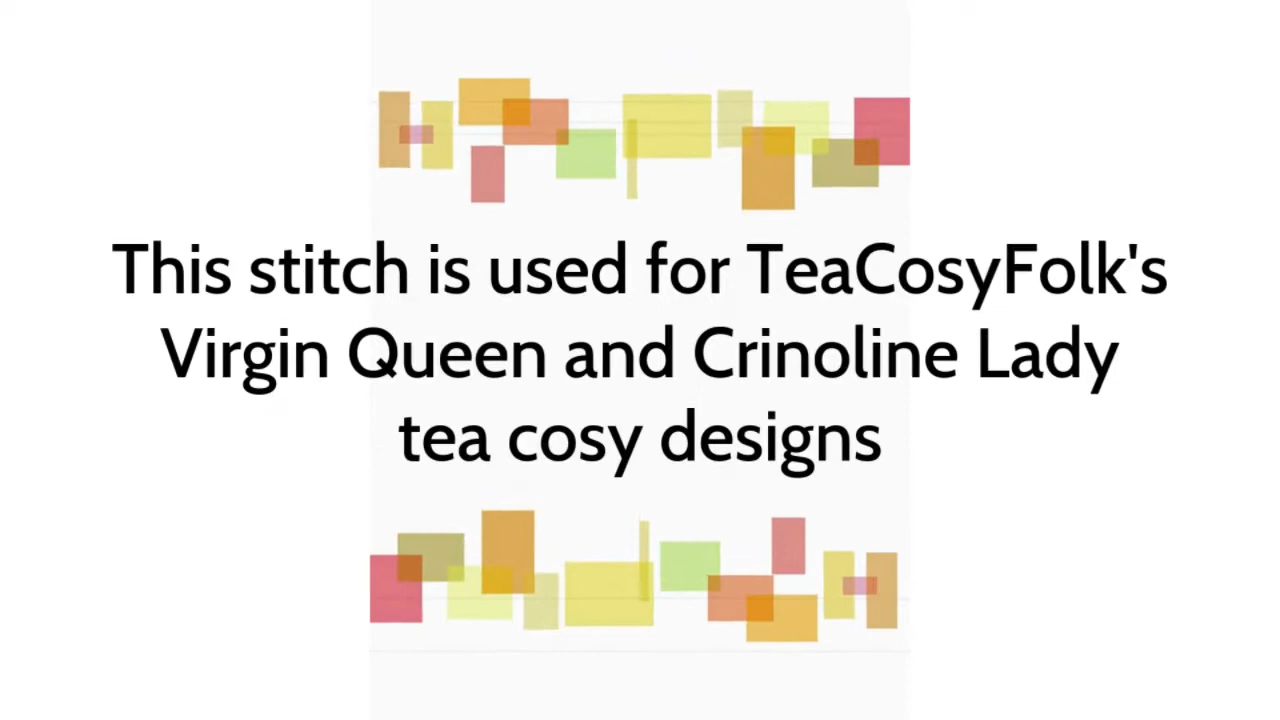 This stitch is used for TeaCosyFolk's
Virgin Queen and Crinoline Lady
tea cosy designs